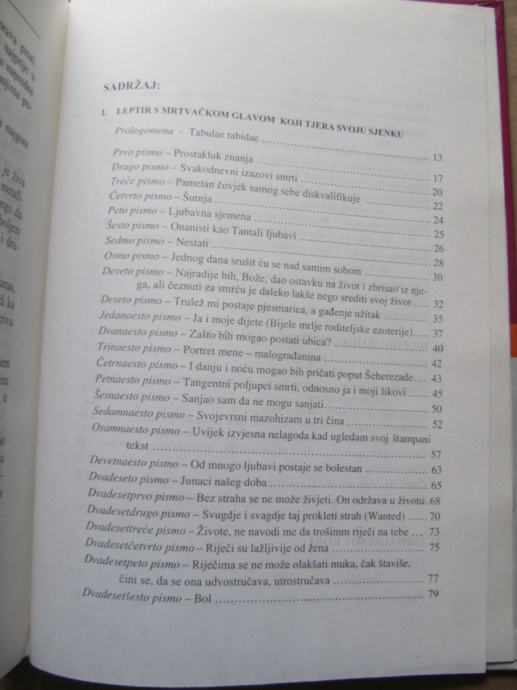 pisati,
je živa
metafi-
SADRŽAJ:
I. LEPTIR S MRTVAČKOM GLAVOM KOJI TJERA SVOJU SJENKU
Prologomena - Tabulae tabidae ........ 13
Prvo pismo – Prostakluk znanja ........ 17
Drugo pismo – Svakodnevni izazovi smrti ........ 20
Treće pismo – Pametan čovjek samog sebe diskvalifikuje ........ 22
Četvrto pismo – Šutnja ........ 24
Peto pismo – Ljubavna sjemena ........ 25
Šesto pismo – Onanisti kao Tantali ljubavi ........ 26
Sedmo pismo – Nestati ........ 28
Osmo pismo – Jednog dana srušit ću se nad samim sobom ........ 30
Deveto pismo – Najradije bih, Bože, dao ostavku na život i zbrisao iz nje-
ga, ali čeznuti za smrću je daleko lakše nego srediti svoj život ... 32
Deseto pismo – Trulež mi postaje pjesmarica, a gađenje užitak ........ 35
Jedanaesto pismo – Ja i moje dijete (Bijele mrlje roditeljske ezoterije) ..... 37
Dvanaesto pismo – Zašto bih mogao postati ubica? ........ 40
Trinaesto pismo – Portret mene – malograđanina ........ 42
Četrnaesto pismo – I danju i noću mogao bih pričati poput Šeherezade .... 43
Petnaesto pismo – Tangentni poljupci smrti, odnosno ja i moji likovi ...... 45
Šesnaesto pismo – Sanjao sam da ne mogu sanjati ........ 50
Sedamnaesto pismo – Svojevrsni mazohizam u tri čina ........ 52
Osamnaesto pismo – Uvijek izvjesna nelagoda kad ugledam svoj štampani
tekst ........ 57
Devetnaesto pismo – Od mnogo ljubavi postaje se bolestan ........ 63
Dvadeseto pismo – Junaci našeg doba ........ 65
Dvadesetprvo pismo – Bez straha se ne može živjeti. On održava u životu. 68
Dvadesetdrugo pismo – Svugdje i svagdje taj prokleti strah (Wanted) ..... 70
Dvadesettreće pismo – Živote, ne navodi me da trošimm riječi na tebe .... 73
Dvadesetčetvrto pismo – Riječi su lažljivije od žena ........ 75
Dvadesetpeto pismo – Riječima se ne može olakšati muka, čak štaviše,
čini se, da se ona udvostručava, utrostručava ........ 77
Dvadesetšesto pismo – Bol ........ 79